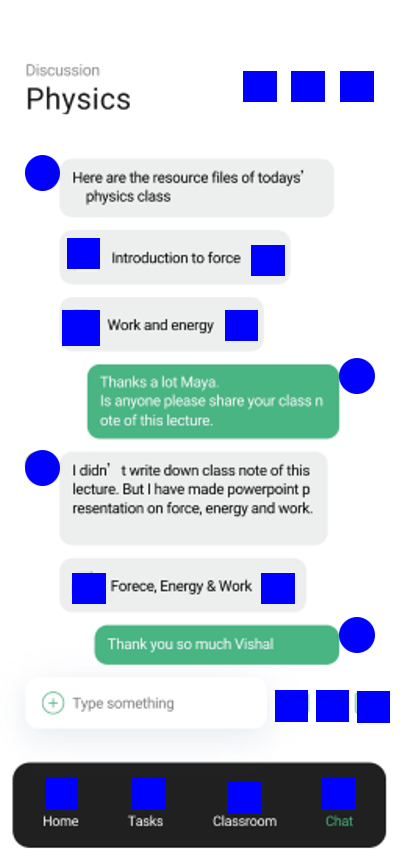 Discussion
Physics
Here are the resource files of todays’
physics class
Introduction to force
Work and energy
Thanks a lot Maya.
Is anyone please share your class n
ote of this lecture.
I didn’ t write down class note of this
lecture. But I have made powerpoint p
resentation on force, energy and work.
Forece, Energy & Work
Thank you so much Vishal
Type something
Home
Tasks
Classroom
Chat